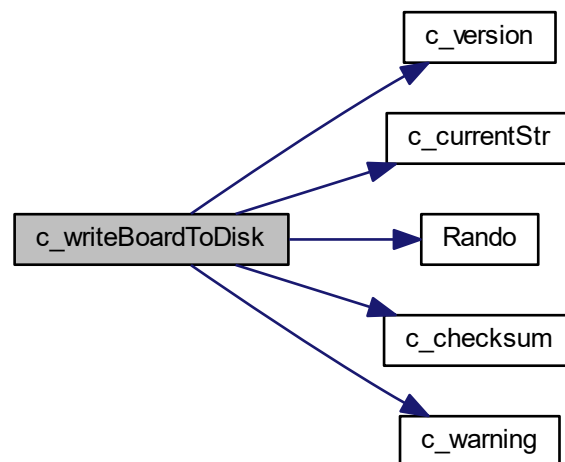 c_version
c_currentStr
c_writeBoardToDisk
Rando
c_checksum
c_warning